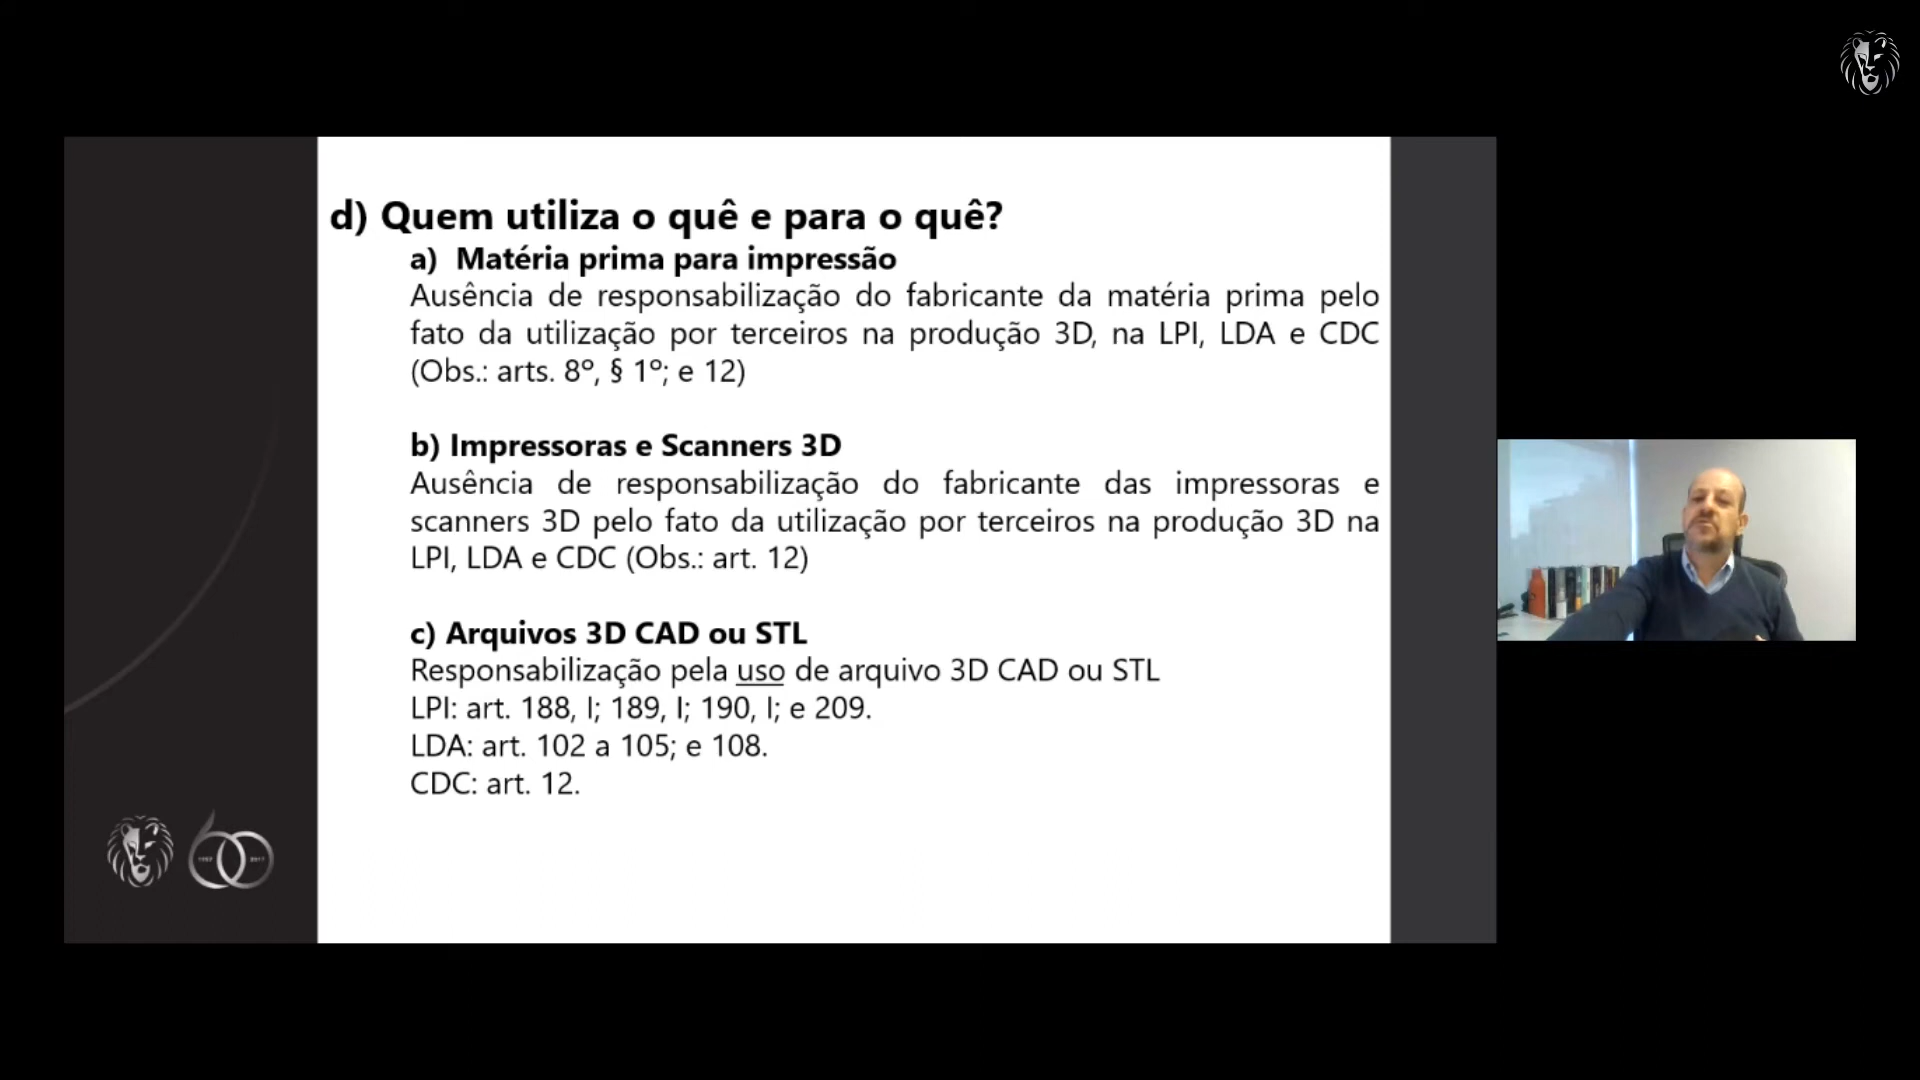 d) Quem utiliza o quê e para o quê?
a) Matéria prima para impressão
Ausência de responsabilização do fabricante da matéria prima pelo
fato da utilização por terceiros na produção 3D, na LPI, LDA e CDC
(Obs.: arts. 8º, § 1º; e 12)
b) Impressoras e Scanners 3D
Ausência de responsabilização do fabricante das impressoras e
scanners 3D pelo fato da utilização por terceiros na produção 3D na
LPI, LDA e CDC (Obs.: art. 12)
c) Arquivos 3D CAD ou STL
Responsabilização pela uso de arquivo 3D CAD ou STL
LPI: art. 188, I; 189, I; 190, I; e 209.
LDA: art. 102 a 105; e 108.
CDC: art. 12.
60